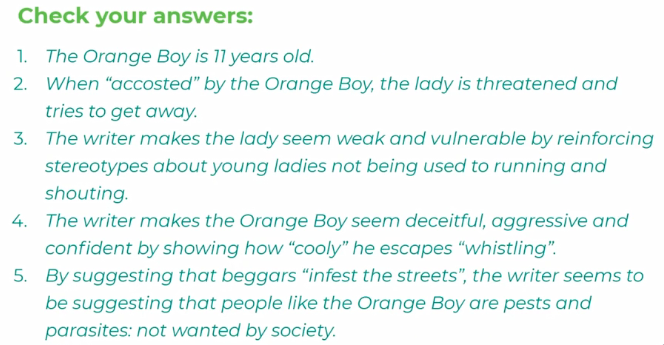 Check your answers:
1. The Orange Boy is 11 years old.
2. When “accosted” by the Orange Boy, the lady is threatened and
tries to get away.
3. The writer makes the lady seem weak and vulnerable by reinforcing
stereotypes about young ladies not being used to running and
shouting.
4. The writer makes the Orange Boy seem deceitful, aggressive and
confident by showing how “cooly” he escapes “whistling”.
5. By suggesting that beggars “infest the streets”, the writer seems to
be suggesting that people like the Orange Boy are pests and
parasites: not wanted by society.